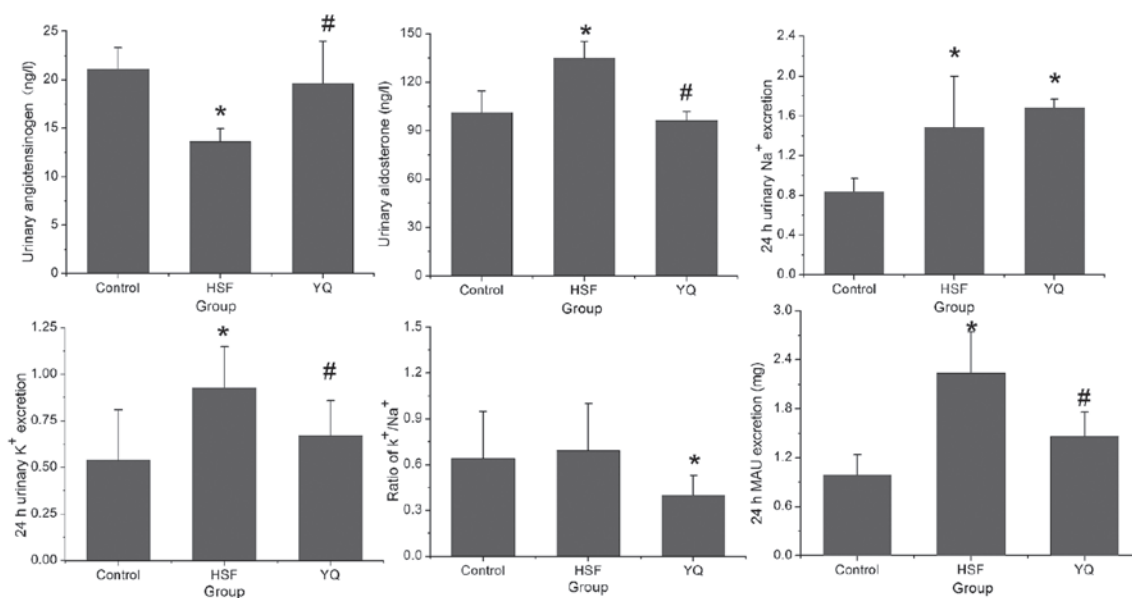 Urinary angiotensinogen (ng/l)
25
20
15
10
5
0
*
#
Control
HSF
YQ
Group
Urinary aldosterone (ng/l)
150
120
90
60
30
0
*
#
Control
HSF
YQ
Group
24 h urinary Na+ excretion
2.4
2.0
1.6
1.2
0.8
0.4
0.0
*
*
Control
HSF
YQ
Group
24 h urinary K+ excretion
1.25
1.00
0.75
0.50
0.25
0.00
*
#
Control
HSF
YQ
Group
Ratio of k+/Na+
1.5
1.2
0.9
0.6
0.3
0.0
*
Control
HSF
YQ
Group
24 h MAU excretion (mg)
3.0
2.4
1.8
1.2
0.6
0.0
*
#
Control
HSF
YQ
Group